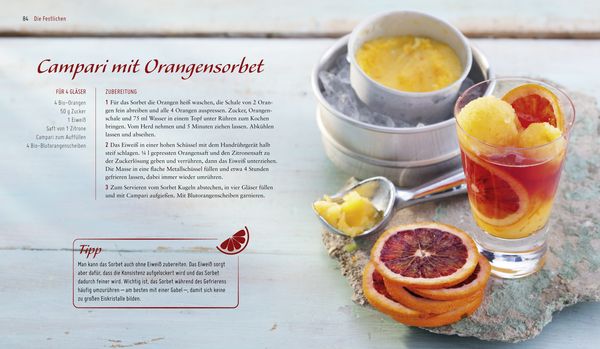 84 Die Festlichen
Campari mit Orangensorbet
FÜR 4 GLÄSER
4 Bio-Orangen
50 g Zucker
1 Eiweiß
Saft von 1 Zitrone
Campari zum Auffüllen
4 Bio-Blutorangenscheiben
ZUBEREITUNG
1 Für das Sorbet die Orangen heiß waschen, die Schale von 2 Oran-
gen fein abreiben und alle 4 Orangen auspressen. Zucker, Orangen-
schale und 75 ml Wasser in einem Topf unter Rühren zum Kochen
bringen. Vom Herd nehmen und 5 Minuten ziehen lassen. Abkühlen
lassen und abseihen.
2 Das Eiweiß in einer hohen Schüssel mit dem Handrührgerät halb
steif schlagen. ¼ l gepressten Orangensaft und den Zitronensaft zu
der Zuckerlösung geben und verrühren, dann das Eiweiß unterziehen.
Die Masse in eine flache Metallschüssel füllen und etwa 4 Stunden
gefrieren lassen, dabei immer wieder umrühren.
3 Zum Servieren vom Sorbet Kugeln abstechen, in vier Gläser füllen
und mit Campari aufgießen. Mit Blutorangenscheiben garnieren.
Tipp
Man kann das Sorbet auch ohne Eiweiß zubereiten. Das Eiweiß sorgt
aber dafür, dass die Konsistenz aufgelockert wird und das Sorbet
dadurch feiner wird. Wichtig ist, das Sorbet während des Gefrierens
häufig umzurühren – am besten mit einer Gabel –, damit sich keine
zu großen Eiskristalle bilden.